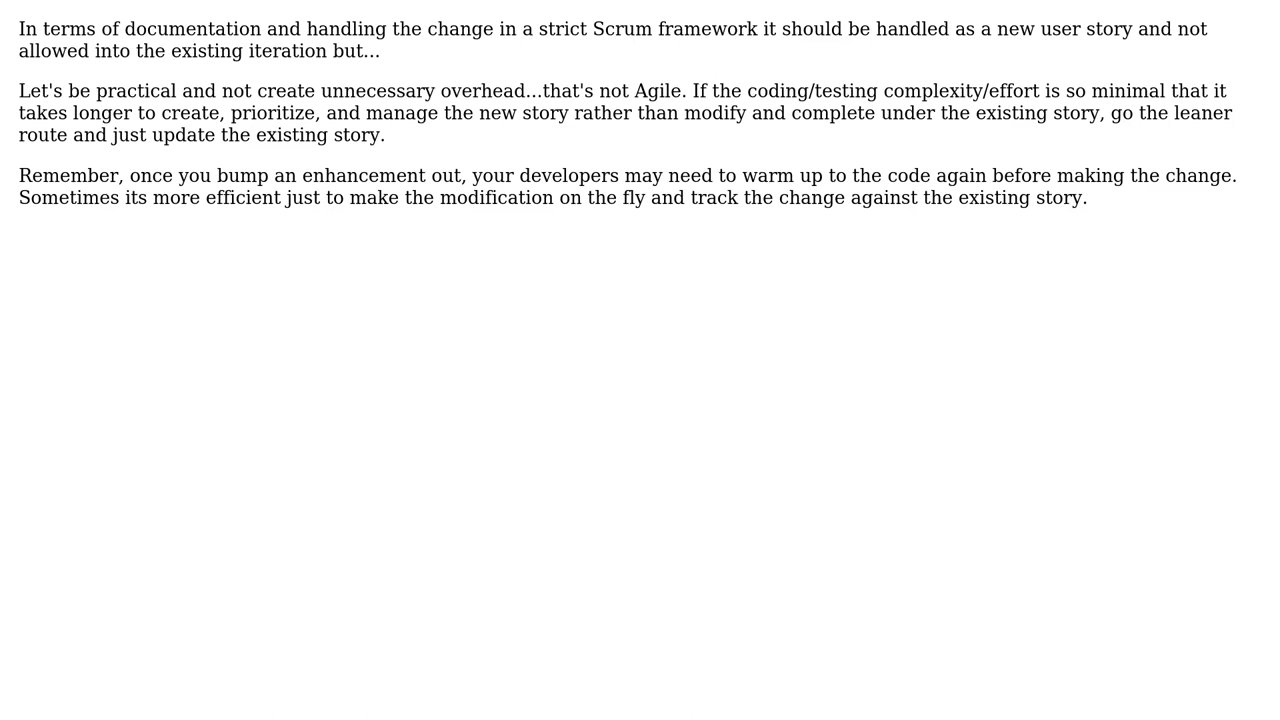 In terms of documentation and handling the change in a strict Scrum framework it should be handled as a new user story and not
allowed into the existing iteration but...
Let's be practical and not create unnecessary overhead...that's not Agile. If the coding/testing complexity/effort is so minimal that it
takes longer to create, prioritize, and manage the new story rather than modify and complete under the existing story, go the leaner
route and just update the existing story.
Remember, once you bump an enhancement out, your developers may need to warm up to the code again before making the change.
Sometimes its more efficient just to make the modification on the fly and track the change against the existing story.